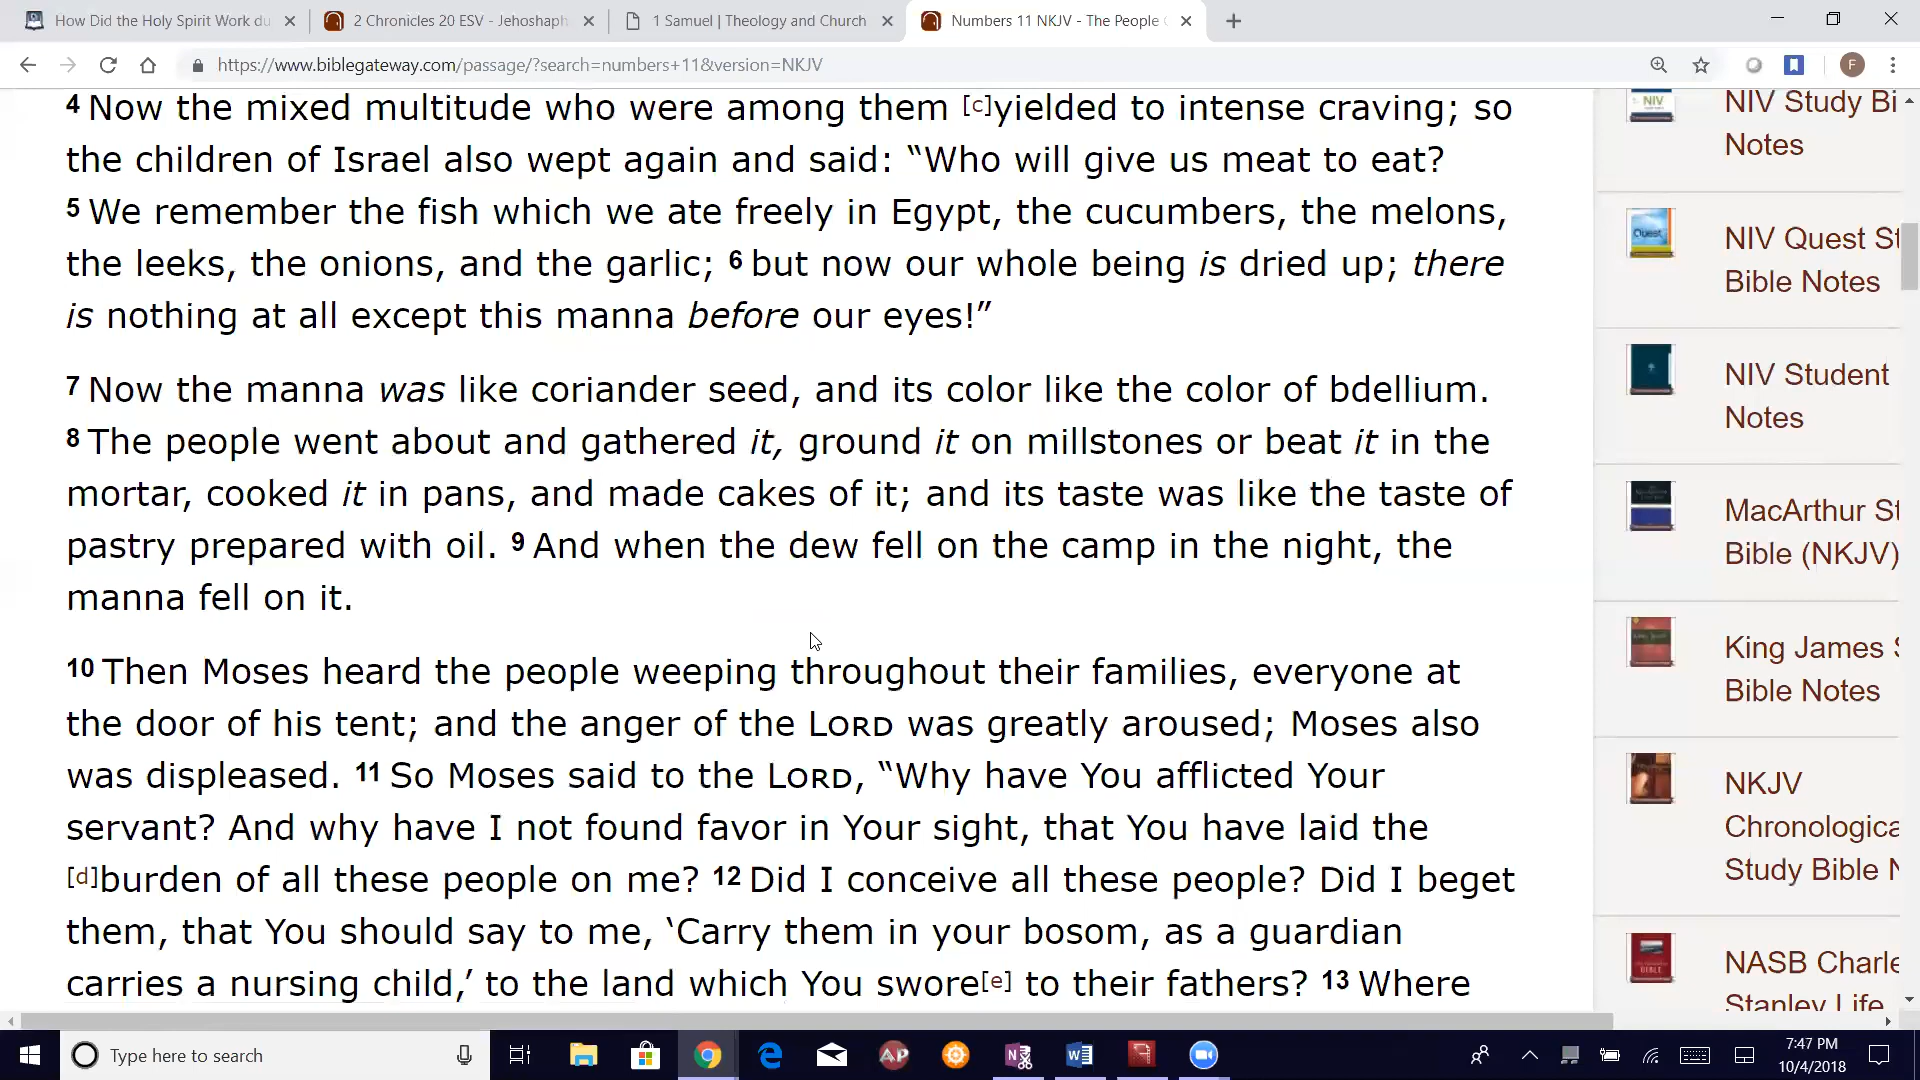 How Did the Holy Spirit Work du
2 Chronicles 20 ESV - Jehoshaph
1 Samuel | Theology and Church
Numbers 11 NKJV - The People
https://www.biblegateway.com/passage/?search=numbers+11&version=NKJV
F
4 Now the mixed multitude who were among them [c]yielded to intense craving; so
the children of Israel also wept again and said: “Who will give us meat to eat?
5 We remember the fish which we ate freely in Egypt, the cucumbers, the melons,
the leeks, the onions, and the garlic; 6 but now our whole being is dried up; there
is nothing at all except this manna before our eyes!”
7 Now the manna was like coriander seed, and its color like the color of bdellium.
8 The people went about and gathered it, ground it on millstones or beat it in the
mortar, cooked it in pans, and made cakes of it; and its taste was like the taste of
pastry prepared with oil. 9 And when the dew fell on the camp in the night, the
manna fell on it.
10 Then Moses heard the people weeping throughout their families, everyone at
the door of his tent; and the anger of the LORD was greatly aroused; Moses also
was displeased. 11 So Moses said to the LORD, “Why have You afflicted Your
servant? And why have I not found favor in Your sight, that You have laid the
[d]burden of all these people on me? 12 Did I conceive all these people? Did I beget
them, that You should say to me, ‘Carry them in your bosom, as a guardian
carries a nursing child,’ to the land which You swore[e] to their fathers? 13 Where
NIV
NIV Study Bi
Notes
Quest
NIV Quest St
Bible Notes
NIV Student
Notes
MacArthur St
Bible (NKJV)
King James S
Bible Notes
NKJV
Chronologica
Study Bible N
NASB Charle
Stanley Life
Type here to search
AP
7:47 PM
10/4/2018